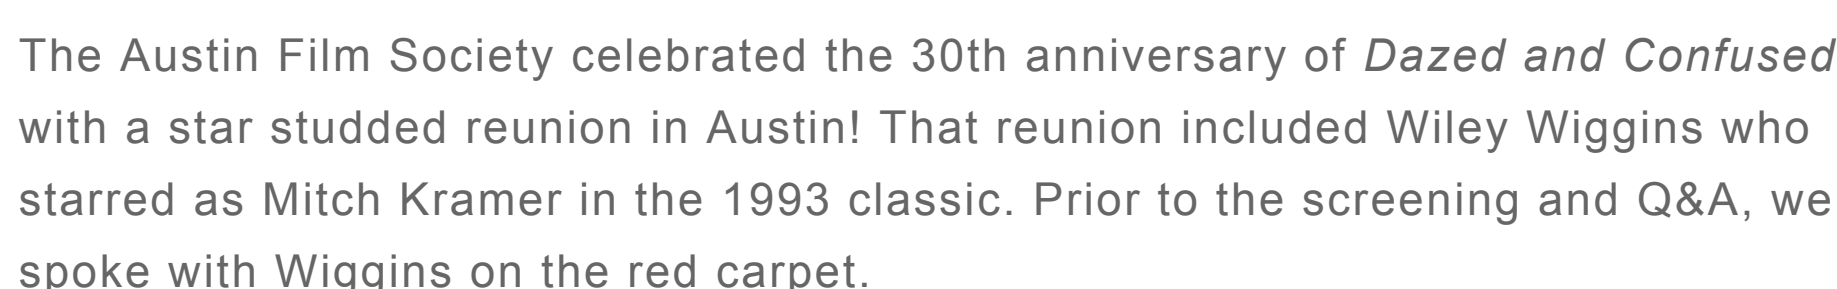 The Austin Film Society celebrated the 30th anniversary of Dazed and Confused
with a star studded reunion in Austin! That reunion included Wiley Wiggins who
starred as Mitch Kramer in the 1993 classic. Prior to the screening and Q&A, we
spoke with Wiggins on the red carpet.